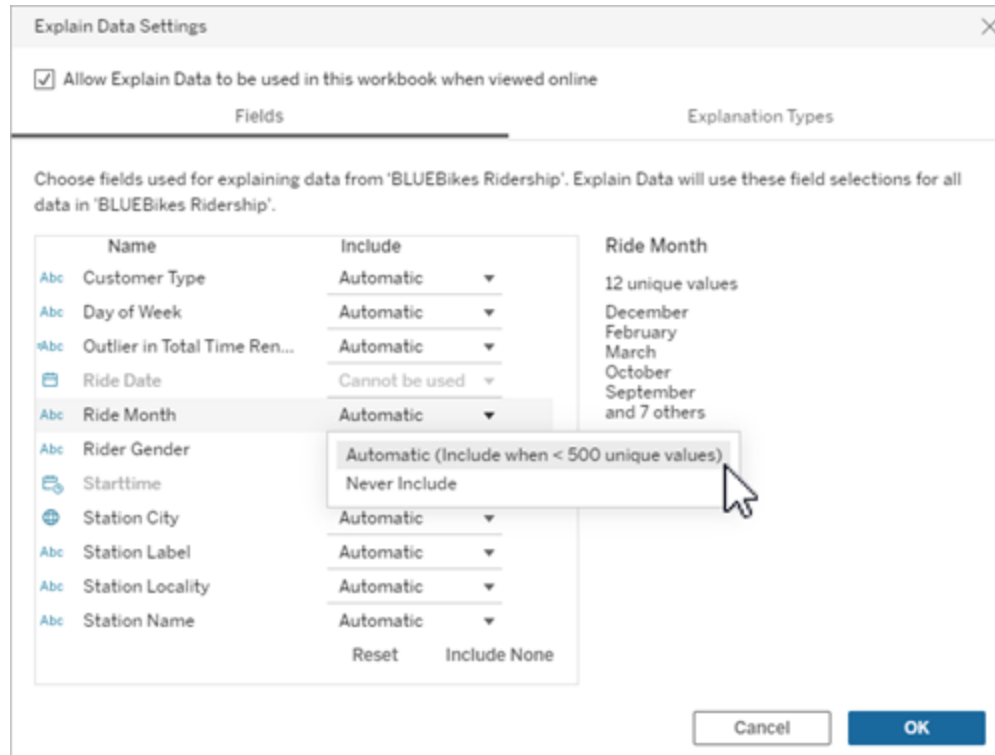 Explain Data Settings
Allow Explain Data to be used in this workbook when viewed online
Fields Explanation Types
Choose fields used for explaining data from 'BLUEBikes Ridership'. Explain Data will use these field selections for all
data in 'BLUEBikes Ridership'.
Name Include
Abc Customer Type Automatic
Abc Day of Week Automatic
=Abc Outlier in Total Time Ren... Automatic
Ride Date Cannot be used
Abc Ride Month Automatic
Abc Rider Gender
Automatic (Include when < 500 unique values)
Never Include
Starttime
Station City Automatic
Abc Station Label Automatic
Abc Station Locality Automatic
Abc Station Name Automatic
Reset Include None
Ride Month
12 unique values
December
February
March
October
September
and 7 others
Cancel OK